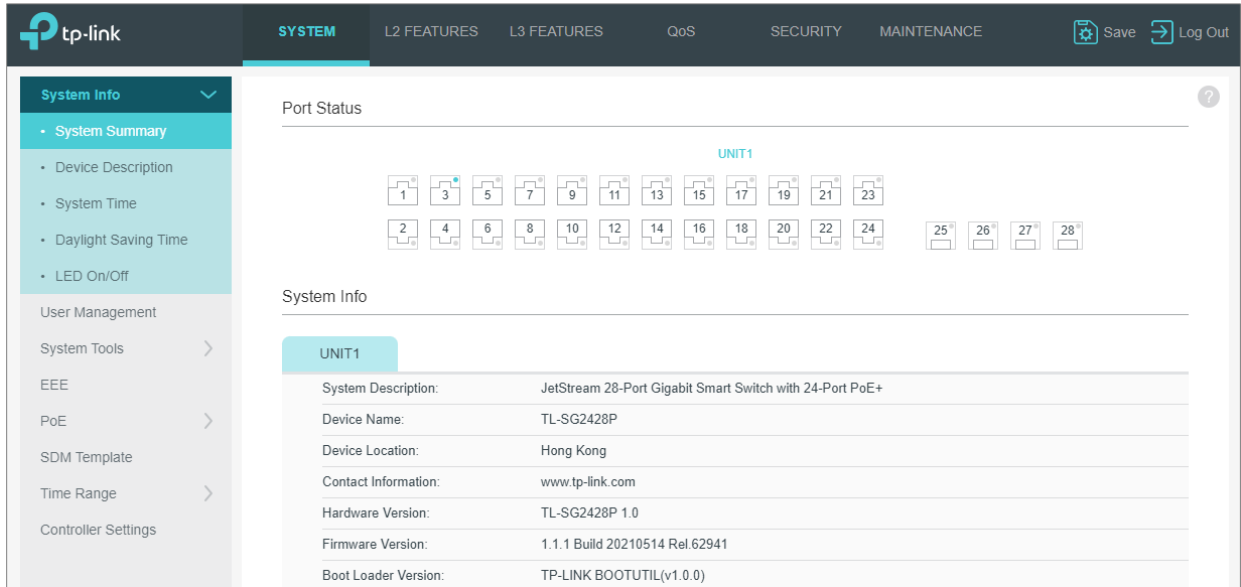 tp-link
SYSTEM L2 FEATURES L3 FEATURES QoS SECURITY MAINTENANCE Save Log Out
System Info
• System Summary
• Device Description
• System Time
• Daylight Saving Time
• LED On/Off
User Management
System Tools
EEE
PoE
SDM Template
Time Range
Controller Settings
Port Status
?
UNIT1
1 3 5 7 9 11 13 15 17 19 21 23
2 4 6 8 10 12 14 16 18 20 22 24 25 26 27 28
System Info
UNIT1
System Description: JetStream 28-Port Gigabit Smart Switch with 24-Port PoE+
Device Name: TL-SG2428P
Device Location: Hong Kong
Contact Information: www.tp-link.com
Hardware Version: TL-SG2428P 1.0
Firmware Version: 1.1.1 Build 20210514 Rel.62941
Boot Loader Version: TP-LINK BOOTUTIL(v1.0.0)